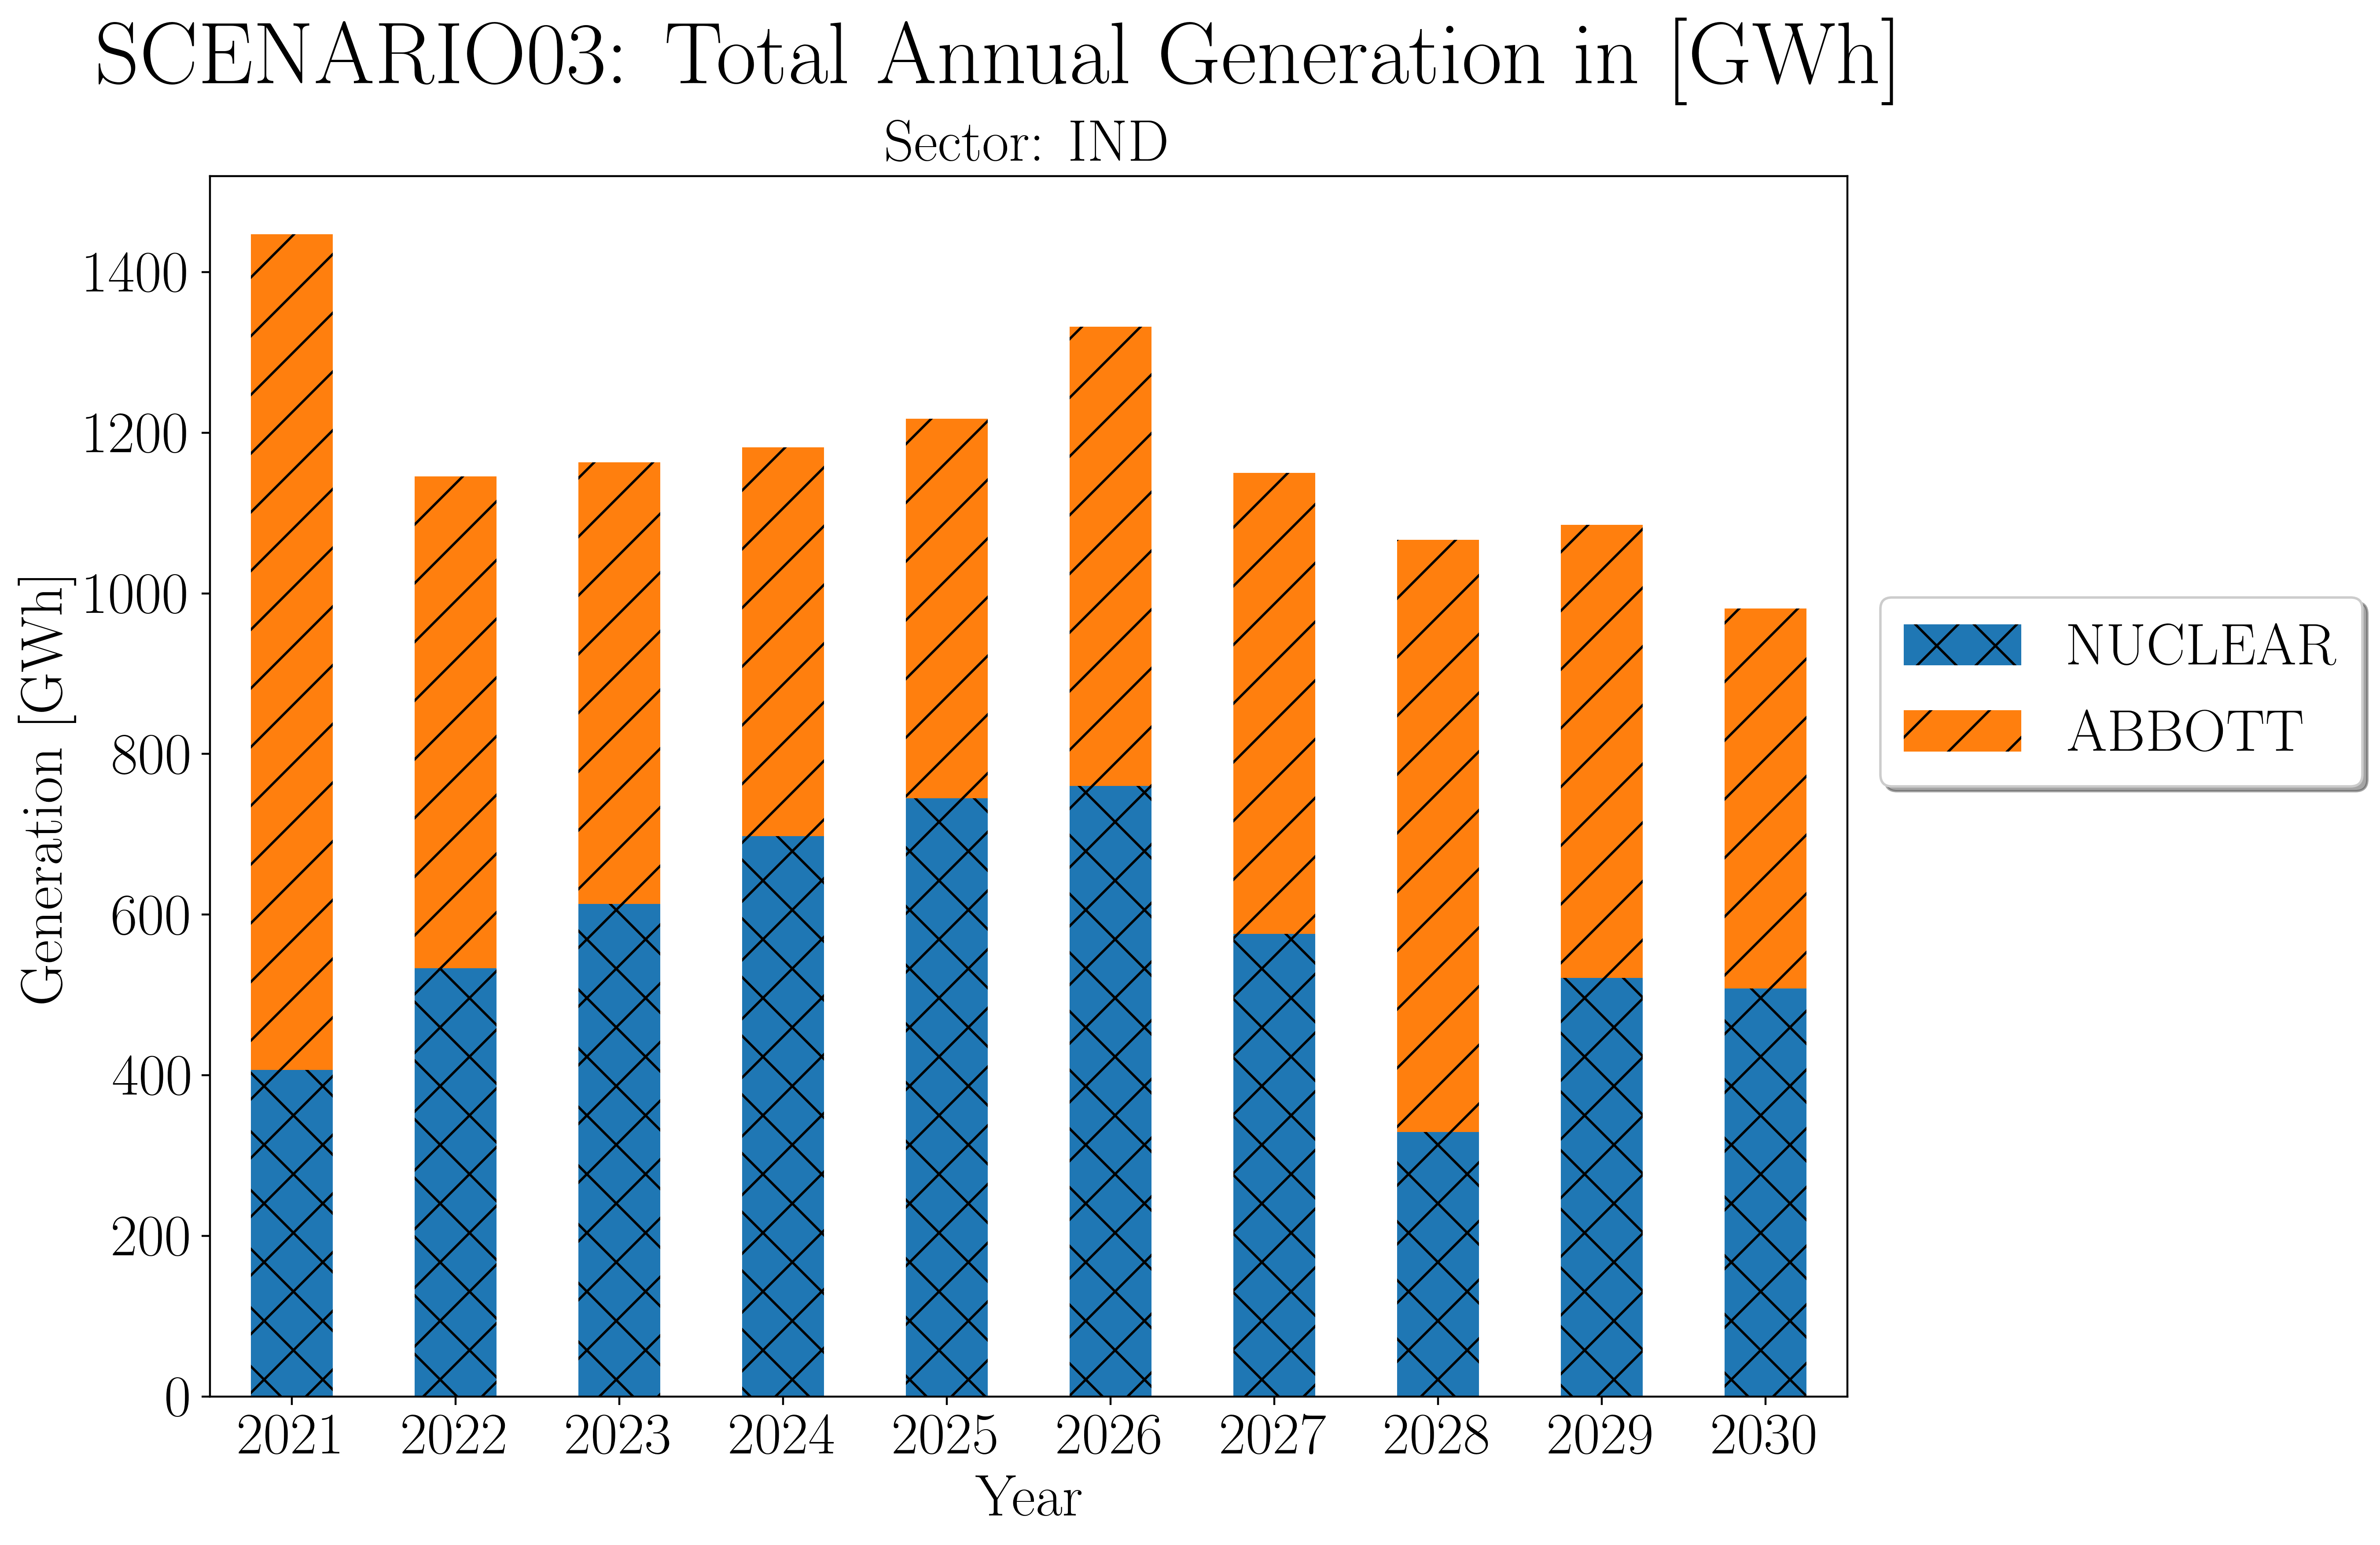 SCENARIO03: Total Annual Generation in [GWh]
Sector: IND
Generation [GWh]
1400
1200
1000
800
600
400
200
0
2021 2022 2023 2024 2025 2026 2027 2028 2029 2030
Year
NUCLEAR
ABBOTT